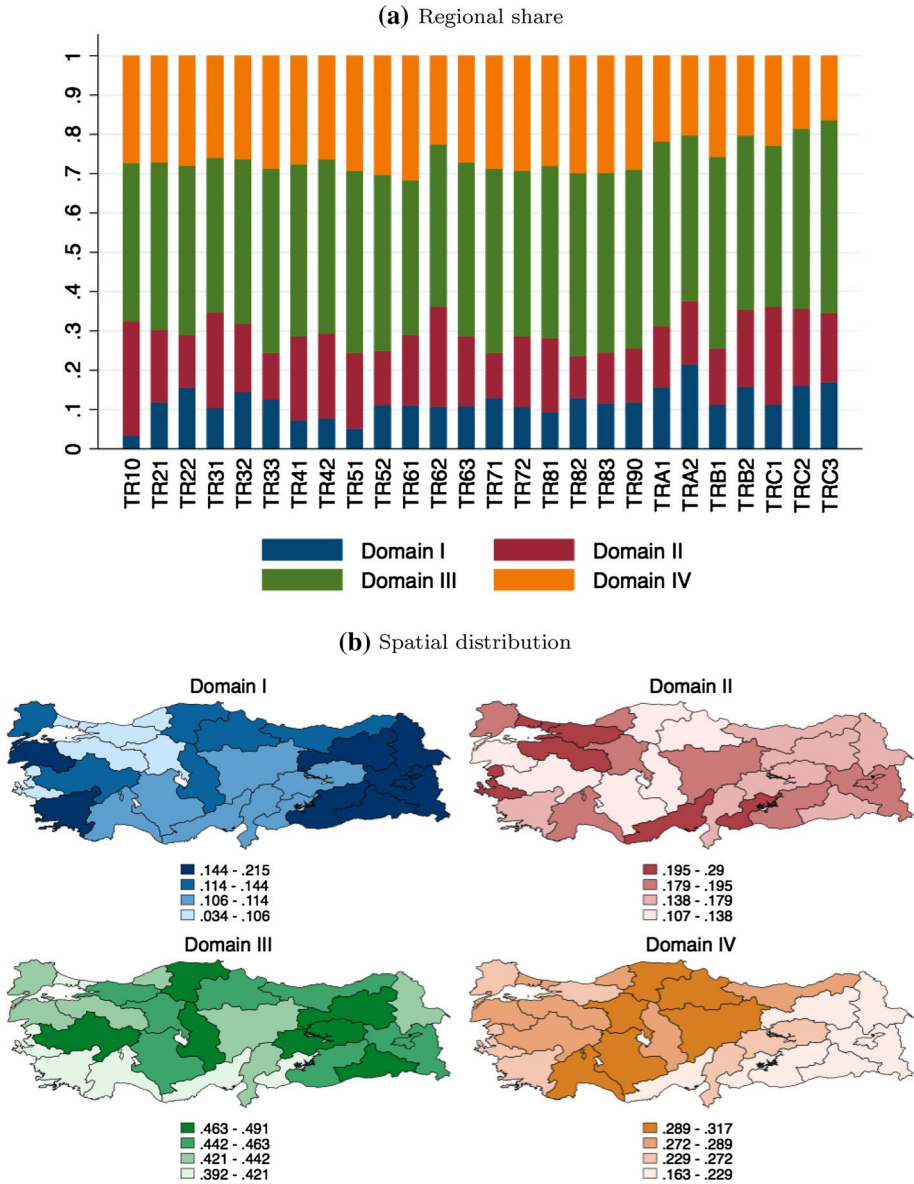 (a) Regional share
1
.9
.8
.7
.6
.5
.4
.3
.2
.1
0
TR10 TR21 TR22 TR31 TR32 TR33 TR41 TR42 TR51 TR52 TR61 TR62 TR63 TR71 TR72 TR81 TR82 TR83 TR90 TRA1 TRA2 TRB1 TRB2 TRC1 TRC2 TRC3
Domain I Domain II
Domain III Domain IV
(b) Spatial distribution
Domain I
.144 - .215
.114 - .144
.106 - .114
.034 - .106
Domain II
.195 - .29
.179 - .195
.138 - .179
.107 - .138
Domain III
.463 - .491
.442 - .463
.421 - .442
.392 - .421
Domain IV
.289 - .317
.272 - .289
.229 - .272
.163 - .229